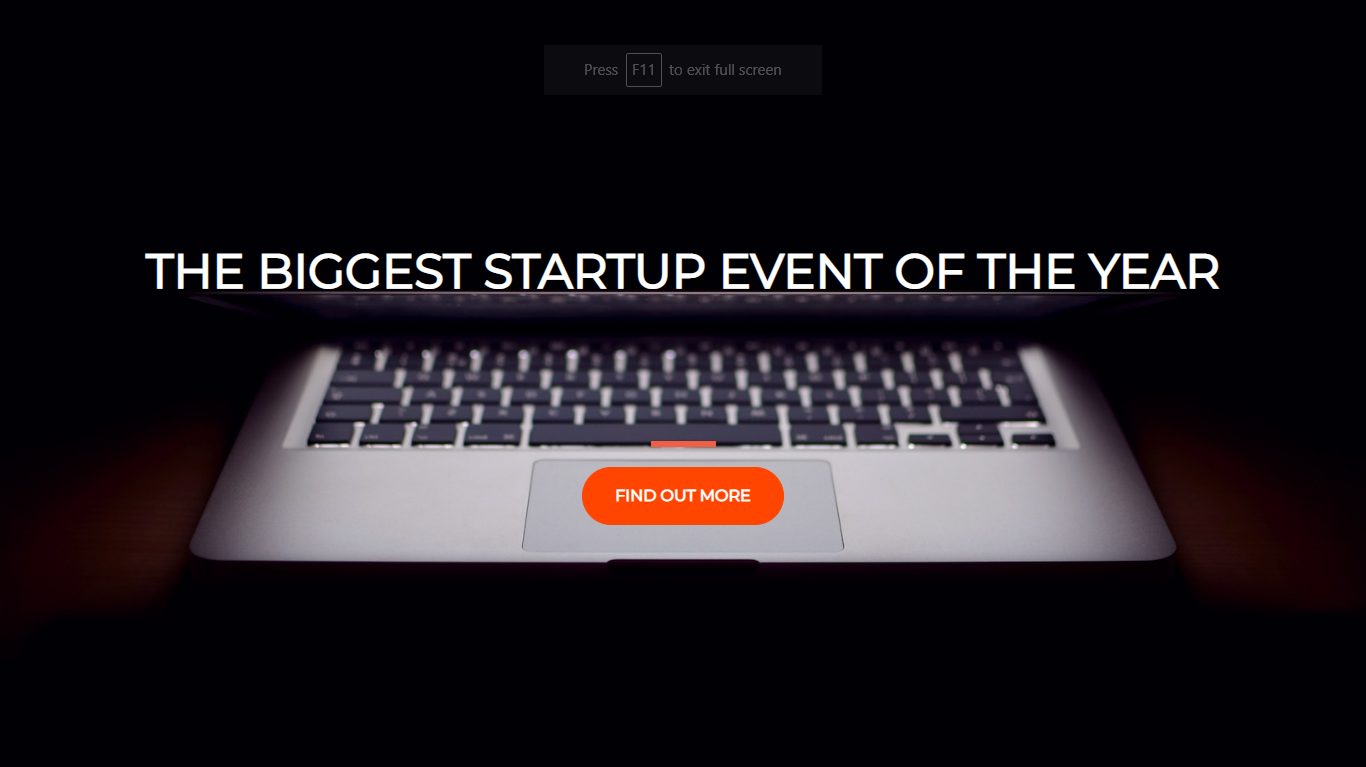 Press F11 to exit full screen
THE BIGGEST STARTUP EVENT OF THE YEAR
FIND OUT MORE